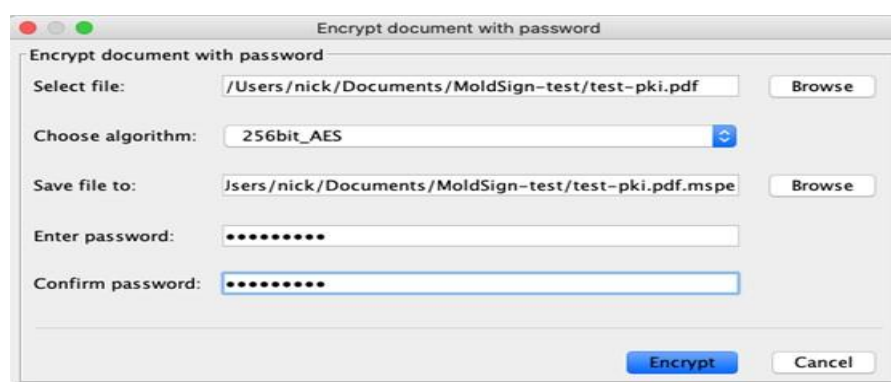 Encrypt document with password
Encrypt document with password
Select file: /Users/nick/Documents/MoldSign-test/test-pki.pdf Browse
Choose algorithm: 256bit_AES
Save file to: Jsers/nick/Documents/MoldSign-test/test-pki.pdf.mspe Browse
Enter password: •••••••••
Confirm password: •••••••••
Encrypt Cancel